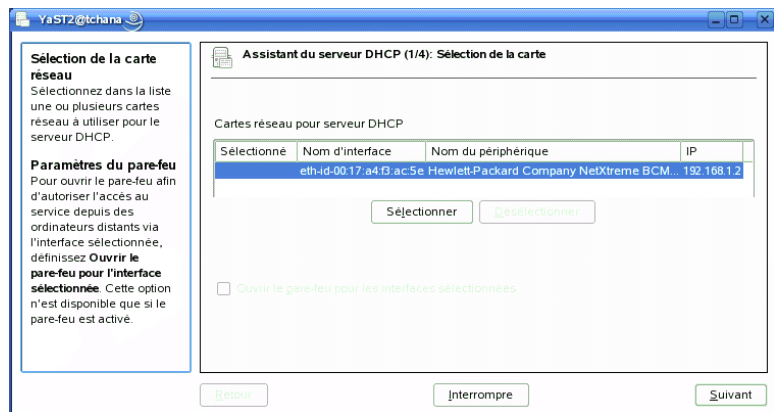 YaST2@tchana
Sélection de la carte
réseau
Sélectionnez dans la liste
une ou plusieurs cartes
réseau à utiliser pour le
serveur DHCP.
Paramètres du pare-feu
Pour ouvrir le pare-feu afin
d'autoriser l'accès au
service depuis des
ordinateurs distants via
l'interface sélectionnée,
définissez Ouvrir le
pare-feu pour l'interface
sélectionnée. Cette option
n'est disponible que si le
pare-feu est activé.
Assistant du serveur DHCP (1/4): Sélection de la carte
Cartes réseau pour serveur DHCP
Sélectionné Nom d'interface Nom du périphérique IP
eth-id-00:17:a4:f3:ac:5e Hewlett-Packard Company NetXtreme BCM... 192.168.1.2
Sélectionner Désélectionner
Ouvrir le pare-feu pour les interfaces sélectionnées
Retour Interrompre Suivant